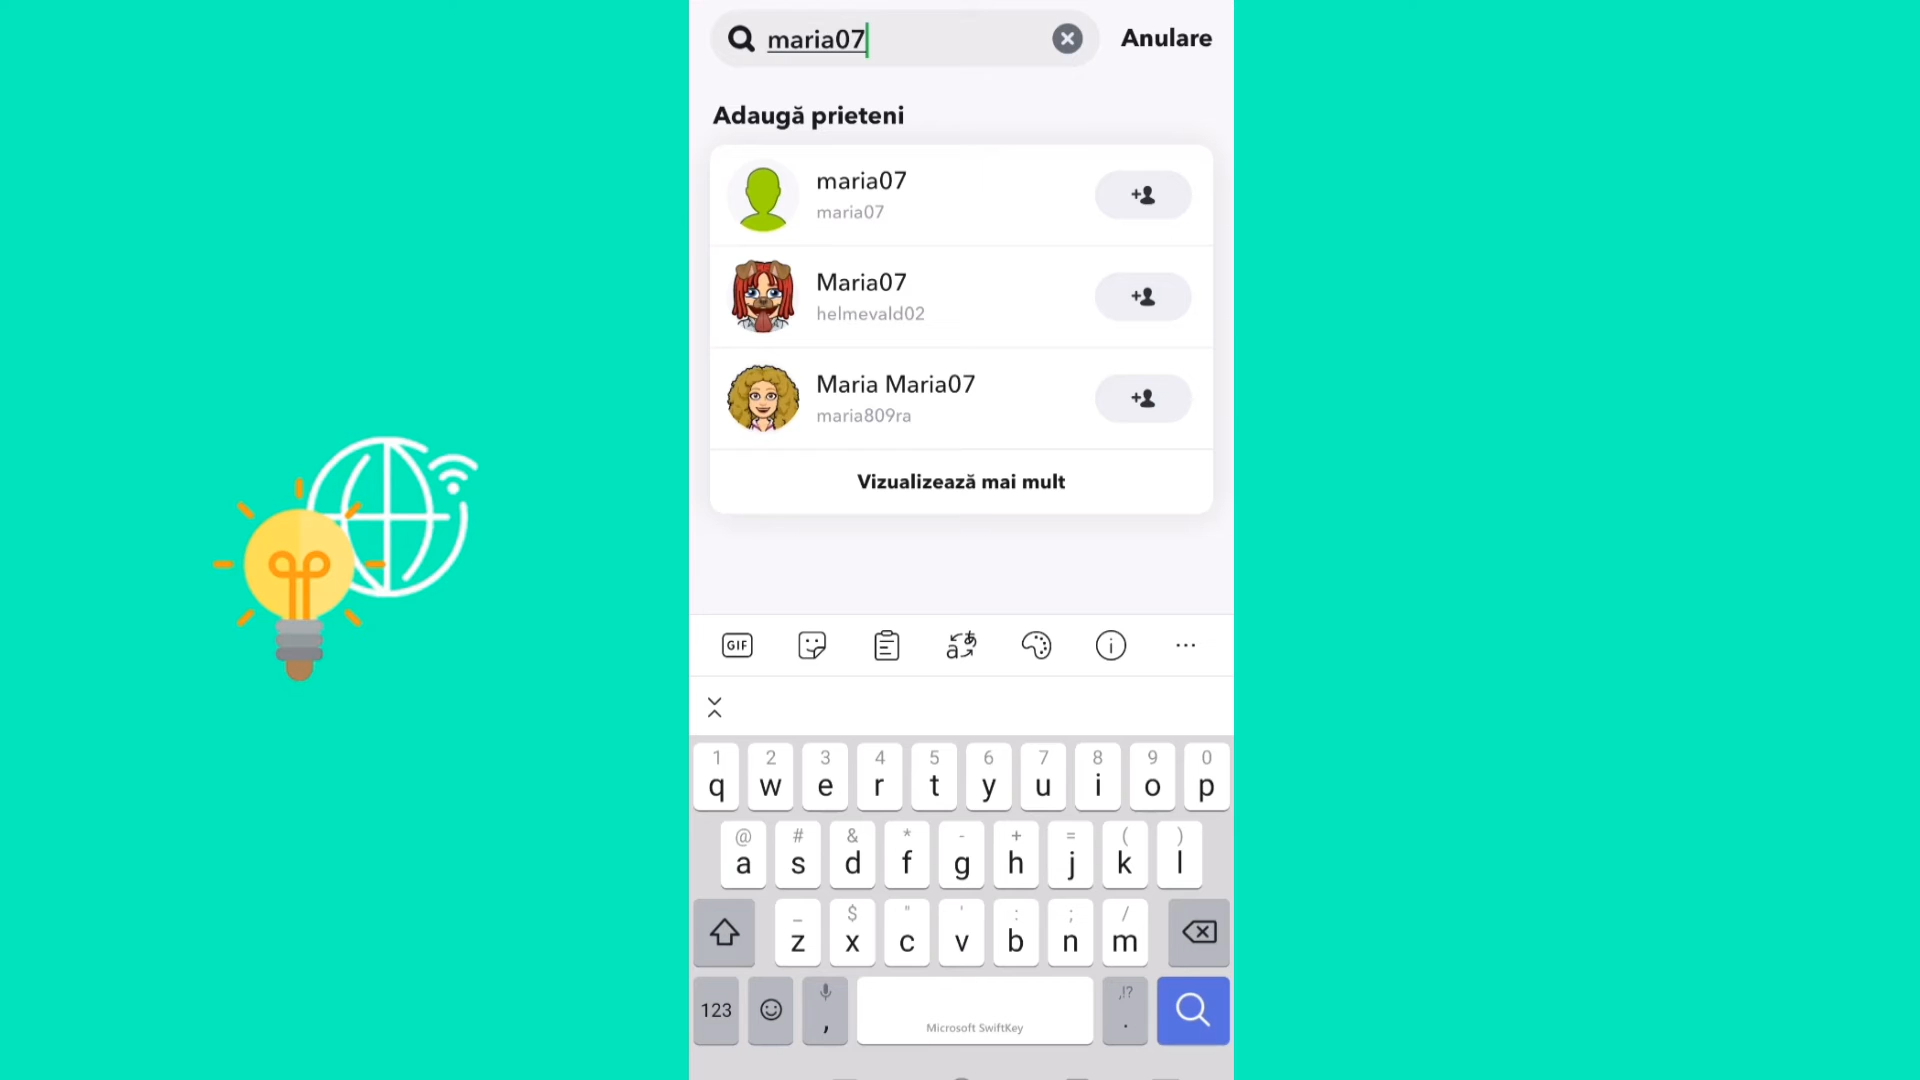 maria07 Anulare
Adaugă prieteni
maria07
maria07
Maria07
helmevald02
Maria Maria07
maria809ra
Vizualizează mai mult
GIF
1 2 3 4 5 6 7 8 9 0
q w e r t y u i o p
@ # & * - + = ( )
a s d f g h j k l
_ $ " ' : ; /
z x c v b n m
123 , ,!? .
Microsoft SwiftKey